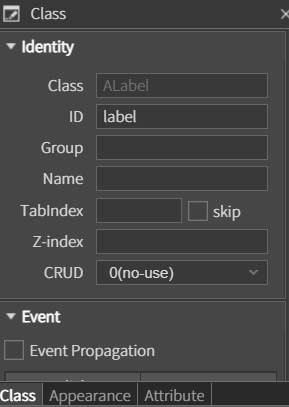 Class
Identity
Class ALabel
ID label
Group
Name
TabIndex skip
Z-index
CRUD 0(no-use)
Event
Event Propagation
Class Appearance Attribute